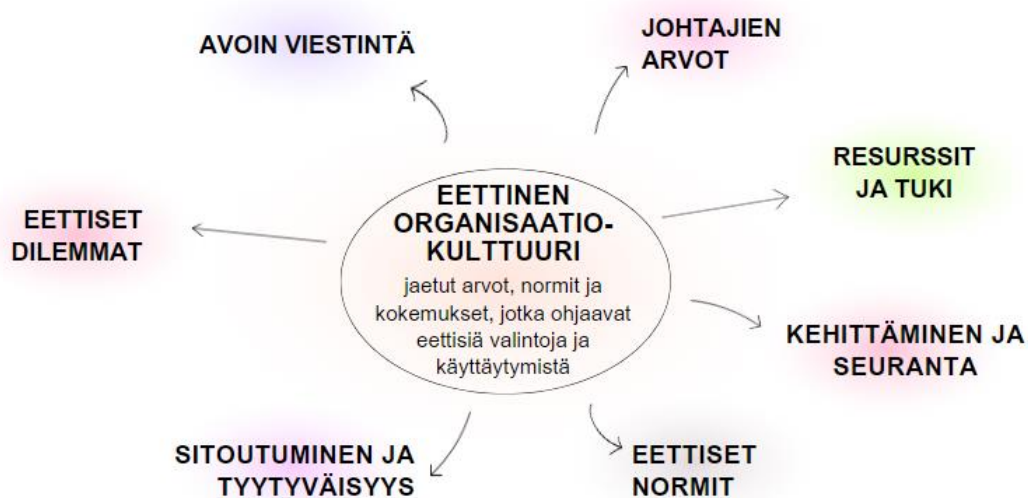 AVOIN VIESTINTÄ
JOHTAJIEN
ARVOT
RESURSSIT
JA TUKI
EETTISET
DILEMMAT
EETTINEN
ORGANISAATIO-
KULTTUURI
jaetut arvot, normit ja
kokemukset, jotka ohjaavat
eettisiä valintoja ja
käyttäytymistä
KEHITTÄMINEN JA
SEURANTA
SITOUTUMINEN JA
TYYTYVÄISYYS
EETTISET
NORMIT